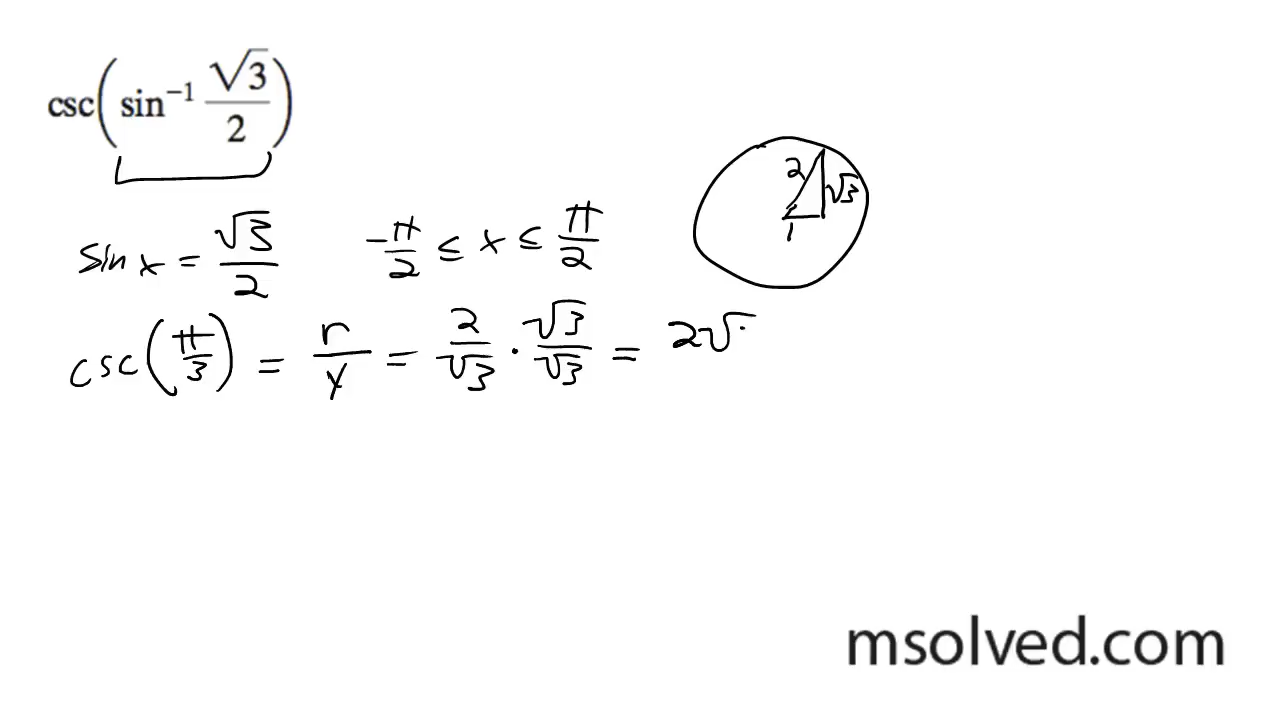 csc(sin⁻¹ √3/2)
sin x = √3/2   -π/2 ≤ x ≤ π/2
2 √3
1
csc(π/3) = r/y = 2/√3 · √3/√3 = 2√
msolved.com